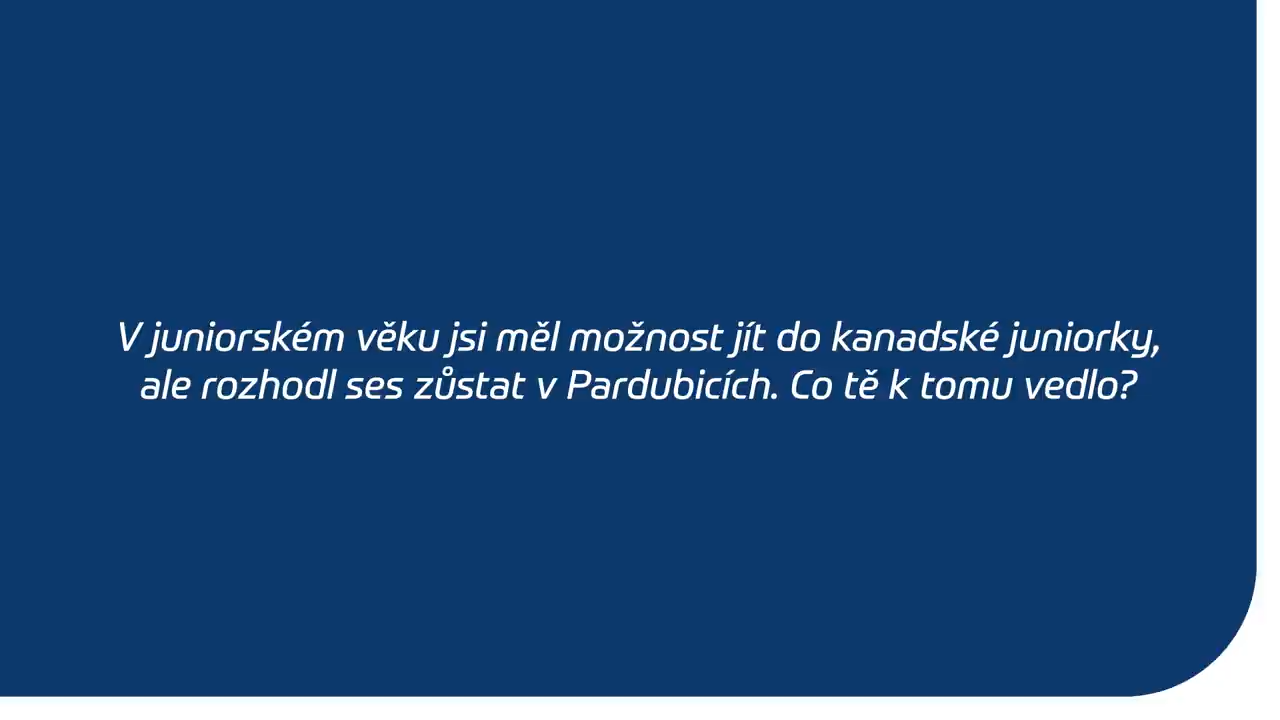 V juniorském věku jsi měl možnost jít do kanadské juniorky,
ale rozhodl ses zůstat v Pardubicích. Co tě k tomu vedlo?